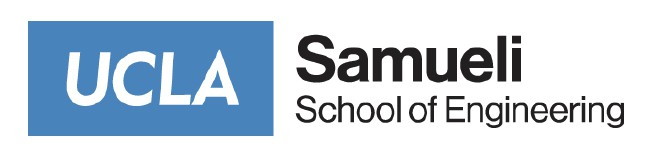 UCLA
Samueli
School of Engineering